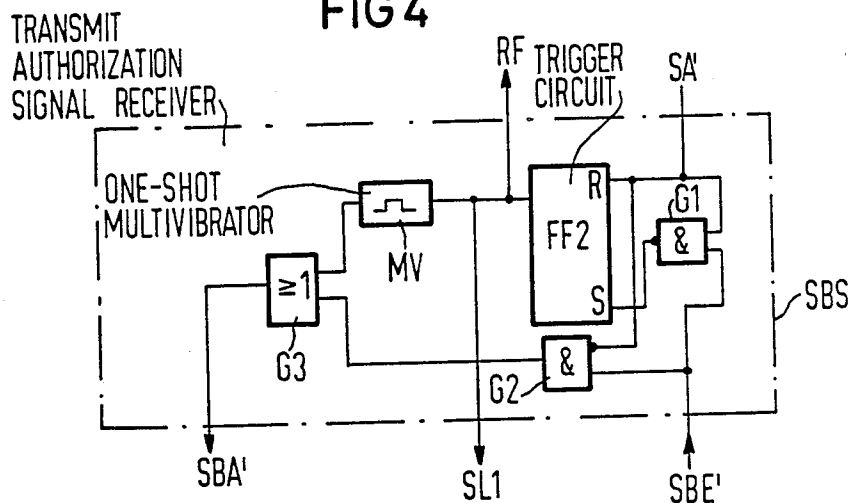 FIG 4
TRANSMIT
AUTHORIZATION
SIGNAL RECEIVER
RF
TRIGGER
CIRCUIT
SA'
ONE-SHOT
MULTIVIBRATOR
MV
R
FF2
S
G1
&
≥1
G3
G2
&
SBS
SBA'
SL1
SBE'